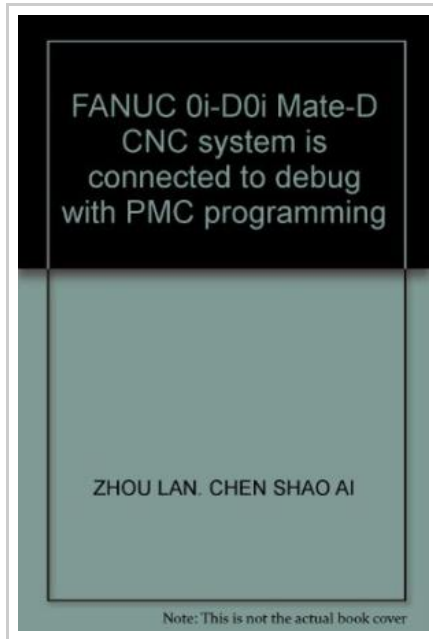 FANUC 0i-D0i Mate-D
CNC system is
connected to debug
with PMC programming
ZHOU LAN. CHEN SHAO AI
Note: This is not the actual book cover